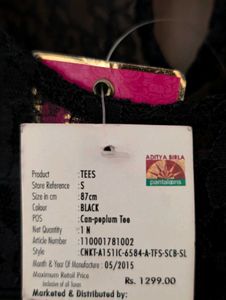 ADITYA BIRLA
pantaloons
Product : TEES
Store Reference : S
Size in cm : 87cm
Colour : BLACK
POS : Can-peplum Tee
Net Quantity : 1 N
Article Number : 110001781002
Style : CNKT-A1511C-6584-A-TFS-SCB-SL
Month & Year Of Manufacture : 05/2015
Maximum Retail Price
Inclusive of all taxes : Rs. 1299.00
Marketed & Distributed by: